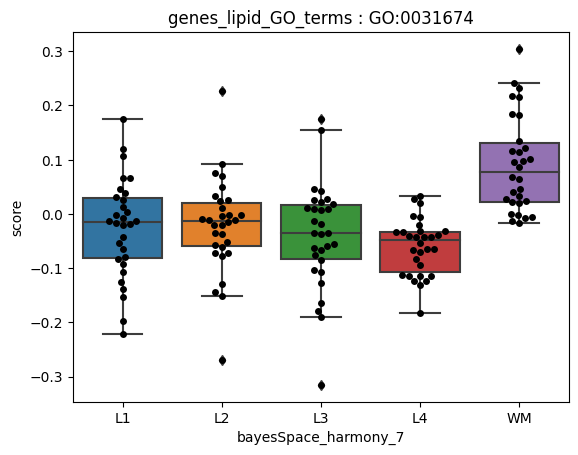 genes_lipid_GO_terms : GO:0031674
0.3
0.2
0.1
0.0
−0.1
−0.2
−0.3
score
L1 L2 L3 L4 WM
bayesSpace_harmony_7